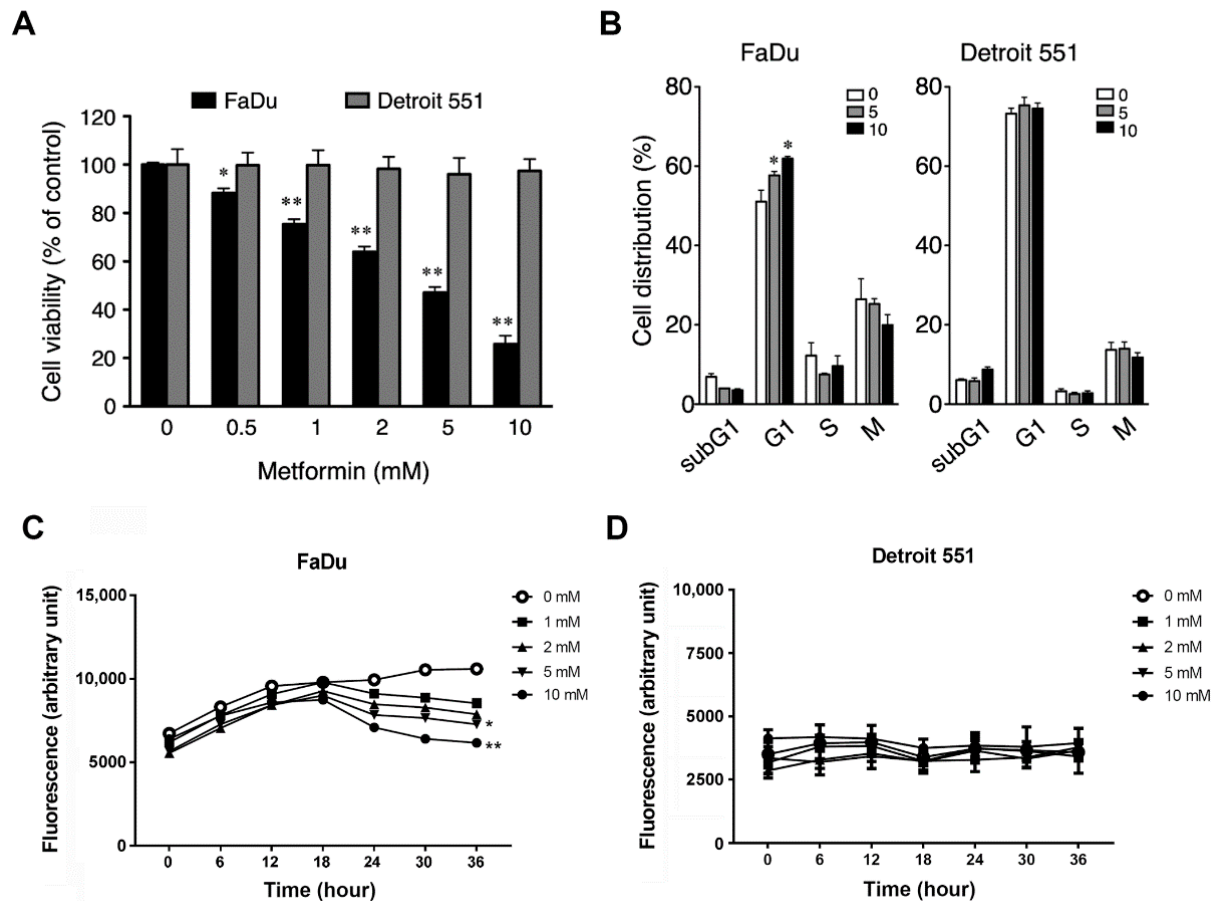 A
FaDu Detroit 551
120
100
80
60
40
20
0
Cell viability (% of control)
* ** ** ** **
0 0.5 1 2 5 10
Metformin (mM)
B
FaDu Detroit 551
80
60
40
20
0
Cell distribution (%)
0
5
10
* *
subG1 G1 S M
80
60
40
20
0
0
5
10
subG1 G1 S M
C
FaDu
15,000
10,000
5000
0
Fluorescence (arbitrary unit)
0 mM
1 mM
2 mM
5 mM
10 mM
*
**
0 6 12 18 24 30 36
Time (hour)
D
Detroit 551
10,000
7500
5000
2500
0
Fluorescence (arbitrary unit)
0 mM
1 mM
2 mM
5 mM
10 mM
0 6 12 18 24 30 36
Time (hour)